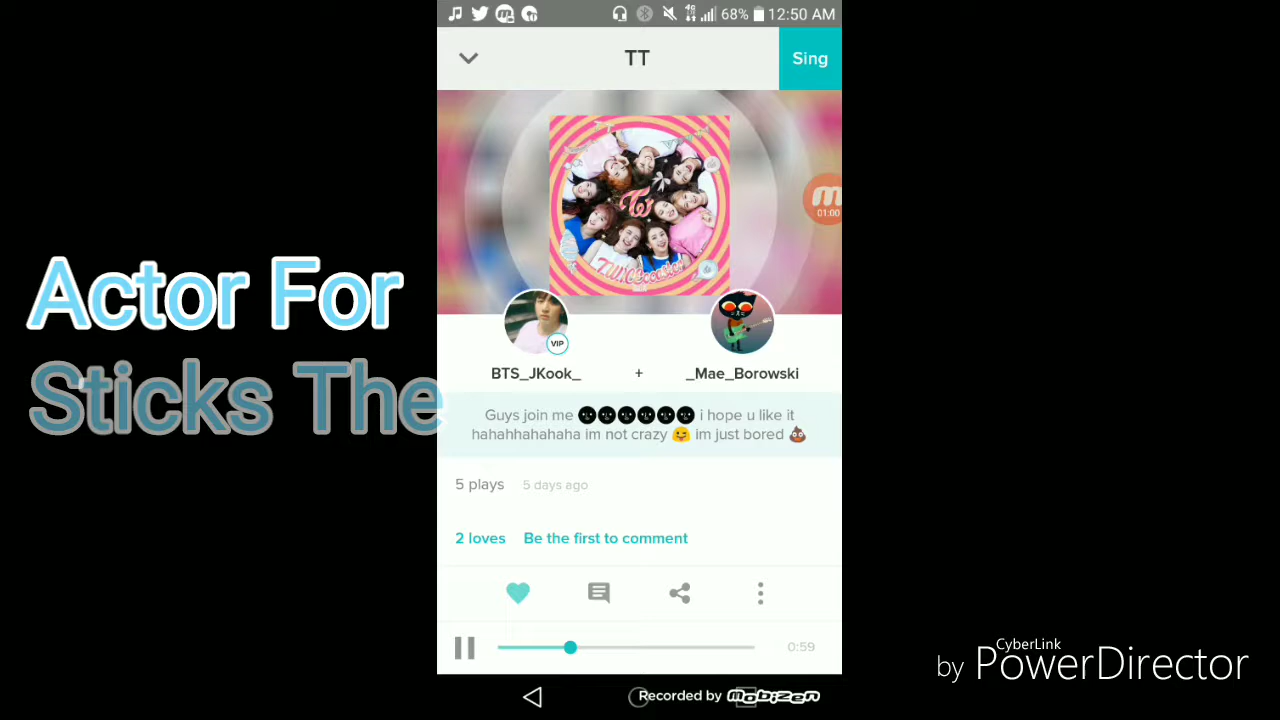 68% 12:50 AM
TT
Sing
01:00
VIP
BTS_JKook_ + _Mae_Borowski
Guys join me 🌚🌚🌚🌚🌚🌚 i hope u like it
hahahhahahaha im not crazy 😜 im just bored 💩
5 plays 5 days ago
2 loves Be the first to comment
0:59
Recorded by mobizen
Actor For
Sticks The
CyberLink
by PowerDirector